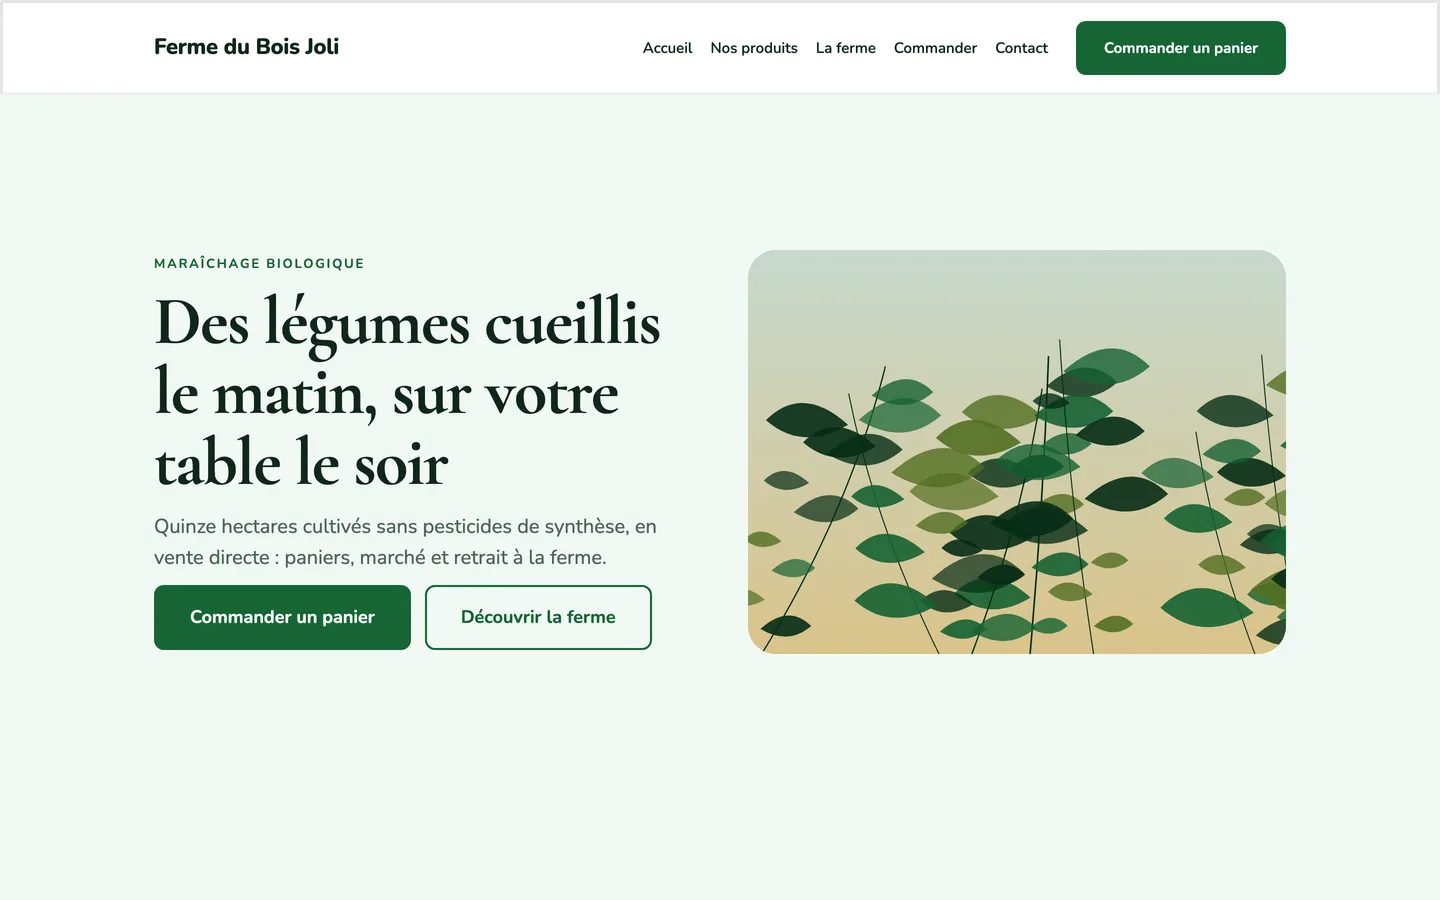 Ferme du Bois Joli
Accueil Nos produits La ferme Commander Contact Commander un panier
MARAÎCHAGE BIOLOGIQUE
Des légumes cueillis
le matin, sur votre
table le soir
Quinze hectares cultivés sans pesticides de synthèse, en
vente directe : paniers, marché et retrait à la ferme.
Commander un panier Découvrir la ferme